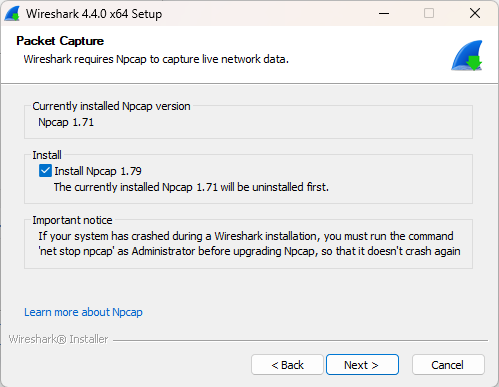 Wireshark 4.4.0 x64 Setup
Packet Capture
Wireshark requires Npcap to capture live network data.
Currently installed Npcap version
Npcap 1.71
Install
Install Npcap 1.79
The currently installed Npcap 1.71 will be uninstalled first.
Important notice
If your system has crashed during a Wireshark installation, you must run the command
'net stop npcap' as Administrator before upgrading Npcap, so that it doesn't crash again
Learn more about Npcap
Wireshark® Installer
< Back
Next >
Cancel